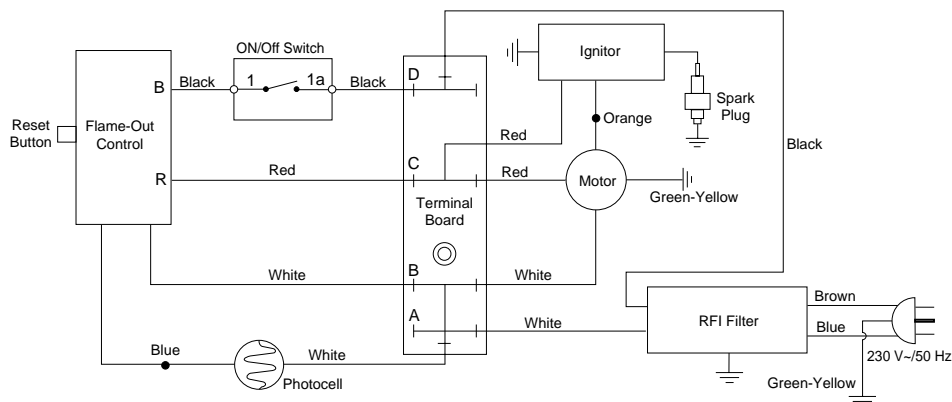 ON/Off Switch
Ignitor
B
Black
1
1a
Black
D
Spark
Plug
Reset
Button
Flame-Out
Control
Orange
Red
Black
R
Red
C
Red
Motor
Green-Yellow
Terminal
Board
White
B
White
Brown
A
White
RFI Filter
Blue
Blue
White
Photocell
230 V~/50 Hz
Green-Yellow